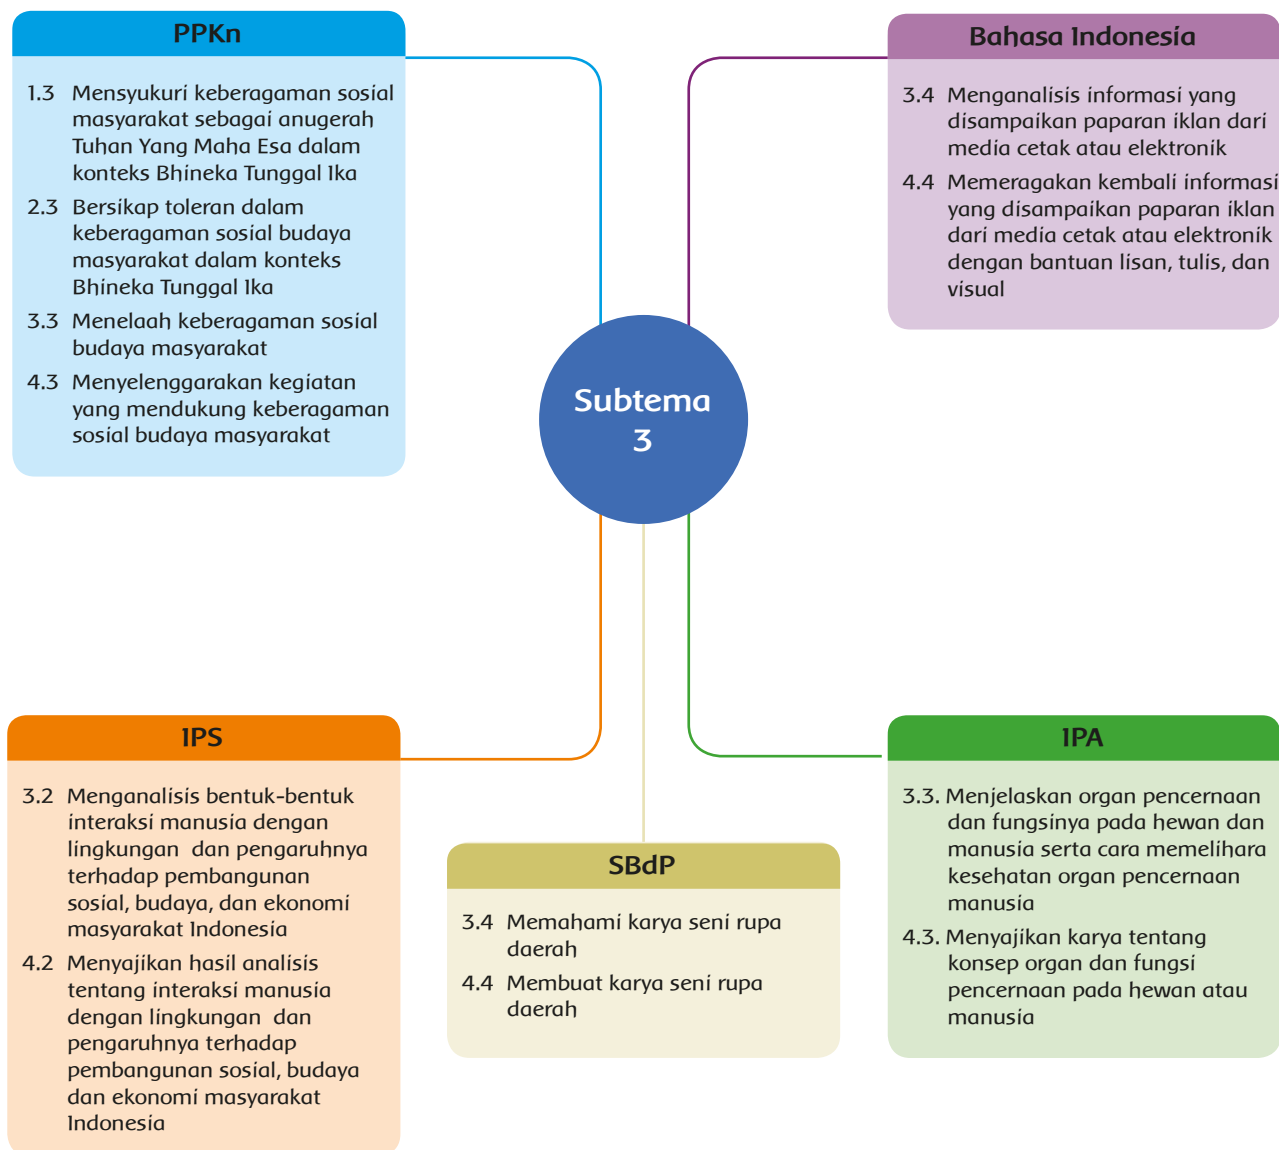 PPKn
1.3 Mensyukuri keberagaman sosial
masyarakat sebagai anugerah
Tuhan Yang Maha Esa dalam
konteks Bhineka Tunggal Ika
2.3 Bersikap toleran dalam
keberagaman sosial budaya
masyarakat dalam konteks
Bhineka Tunggal Ika
3.3 Menelaah keberagaman sosial
budaya masyarakat
4.3 Menyelenggarakan kegiatan
yang mendukung keberagaman
sosial budaya masyarakat
Bahasa Indonesia
3.4 Menganalisis informasi yang
disampaikan paparan iklan dari
media cetak atau elektronik
4.4 Memeragakan kembali informasi
yang disampaikan paparan iklan
dari media cetak atau elektronik
dengan bantuan lisan, tulis, dan
visual
Subtema
3
IPS
3.2 Menganalisis bentuk-bentuk
interaksi manusia dengan
lingkungan dan pengaruhnya
terhadap pembangunan
sosial, budaya, dan ekonomi
masyarakat Indonesia
4.2 Menyajikan hasil analisis
tentang interaksi manusia
dengan lingkungan dan
pengaruhnya terhadap
pembangunan sosial, budaya
dan ekonomi masyarakat
Indonesia
SBdP
3.4 Memahami karya seni rupa
daerah
4.4 Membuat karya seni rupa
daerah
IPA
3.3. Menjelaskan organ pencernaan
dan fungsinya pada hewan dan
manusia serta cara memelihara
kesehatan organ pencernaan
manusia
4.3. Menyajikan karya tentang
konsep organ dan fungsi
pencernaan pada hewan atau
manusia